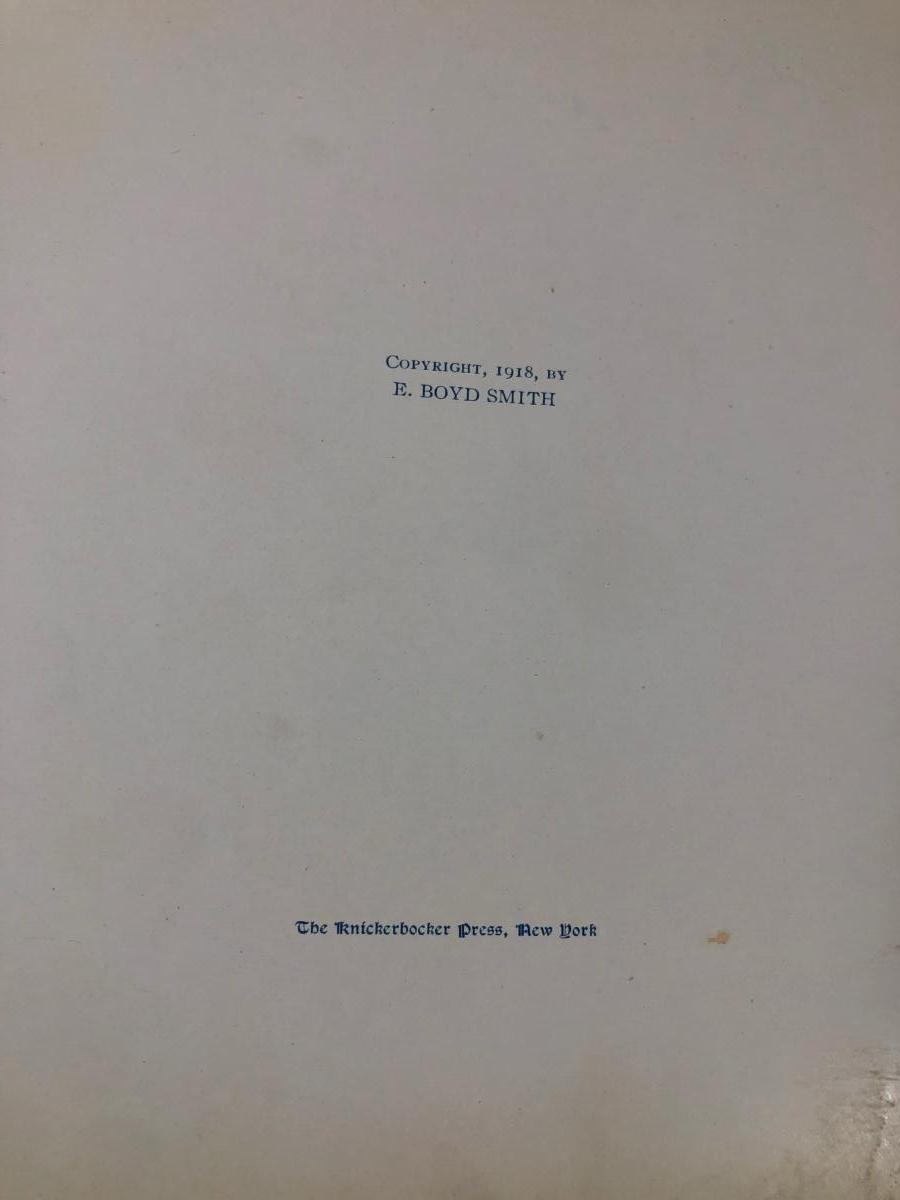 COPYRIGHT, 1918, BY
E. BOYD SMITH
The Knickerbocker Press, New York